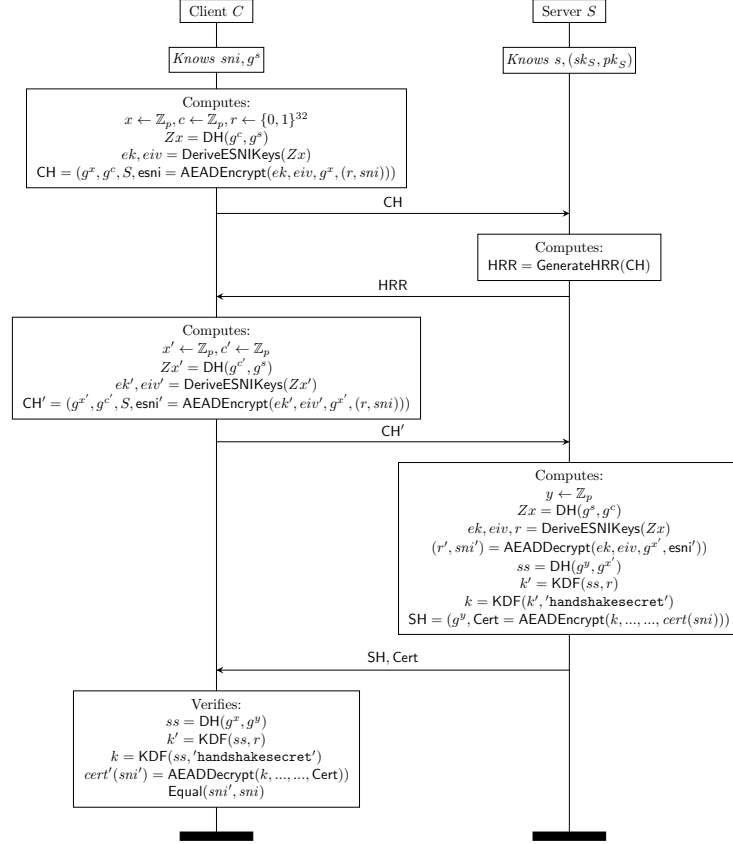 Client C
Server S
Knows sni, g^s
Knows s, (sk_S, pk_S)
Computes:
x ← ℤ_p, c ← ℤ_p, r ← {0, 1}^32
Zx = DH(g^c, g^s)
ek, eiv = DeriveESNIKeys(Zx)
CH = (g^x, g^c, S, esni = AEADEncrypt(ek, eiv, g^x, (r, sni)))
CH
Computes:
HRR = GenerateHRR(CH)
HRR
Computes:
x' ← ℤ_p, c' ← ℤ_p
Zx' = DH(g^c', g^s)
ek', eiv' = DeriveESNIKeys(Zx')
CH' = (g^x', g^c', S, esni' = AEADEncrypt(ek', eiv', g^x', (r, sni)))
CH'
Computes:
y ← ℤ_p
Zx = DH(g^s, g^c)
ek, eiv, r = DeriveESNIKeys(Zx)
(r', sni') = AEADDecrypt(ek, eiv, g^x', esni'))
ss = DH(g^y, g^x')
k' = KDF(ss, r)
k = KDF(k', 'handshakesecret')
SH = (g^y, Cert = AEADEncrypt(k, ..., ..., cert(sni)))
SH, Cert
Verifies:
ss = DH(g^x, g^y)
k' = KDF(ss, r)
k = KDF(ss, 'handshakesecret')
cert'(sni') = AEADDecrypt(k, ..., ..., Cert))
Equal(sni', sni)